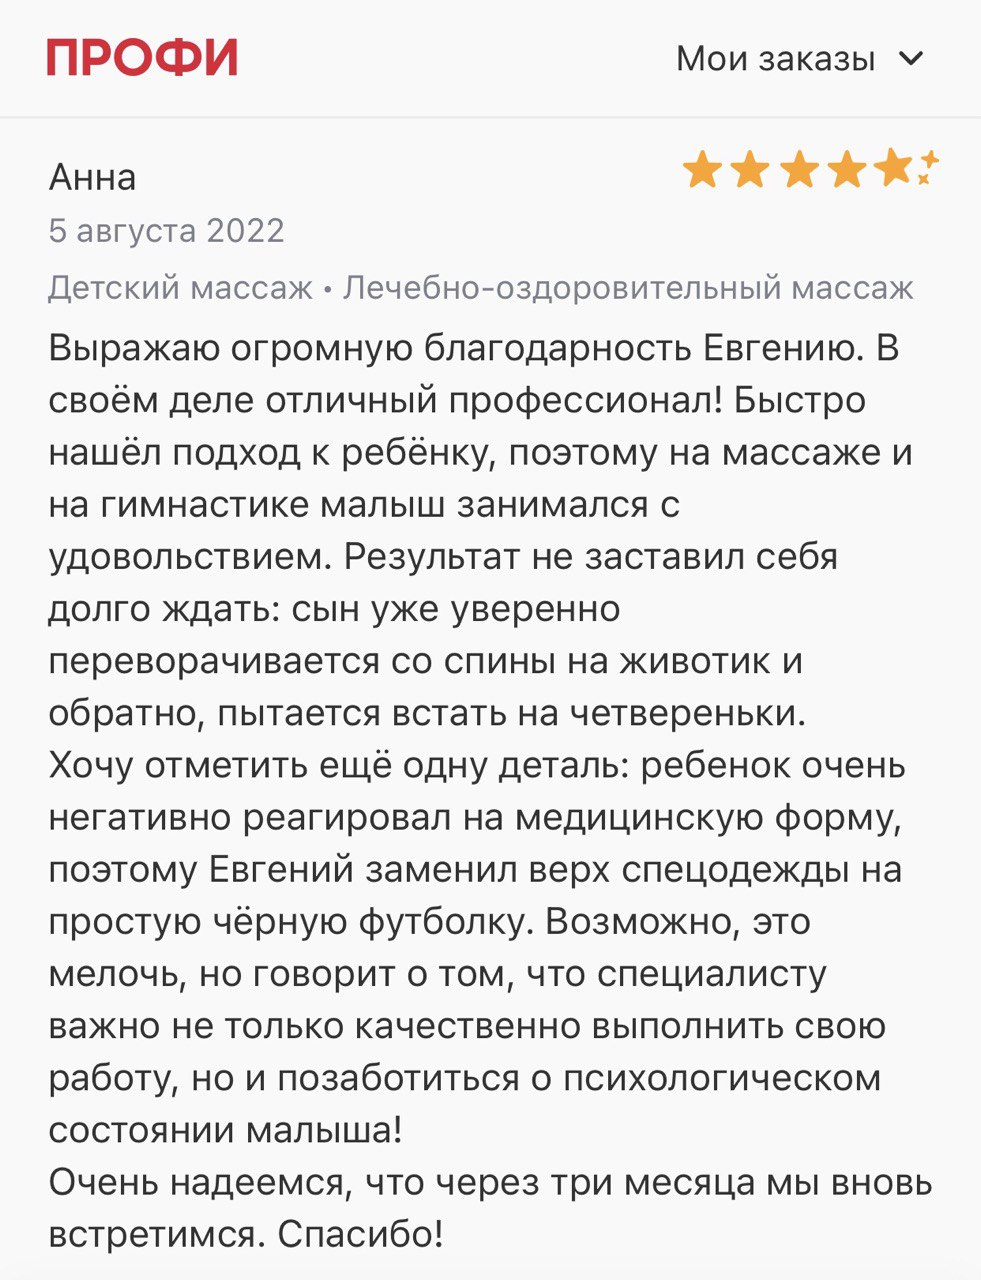 ПРОФИ
Мои заказы
Анна
5 августа 2022
Детский массаж • Лечебно-оздоровительный массаж
Выражаю огромную благодарность Евгению. В
своём деле отличный профессионал! Быстро
нашёл подход к ребёнку, поэтому на массаже и
на гимнастике малыш занимался с
удовольствием. Результат не заставил себя
долго ждать: сын уже уверенно
переворачивается со спины на животик и
обратно, пытается встать на четвереньки.
Хочу отметить ещё одну деталь: ребенок очень
негативно реагировал на медицинскую форму,
поэтому Евгений заменил верх спецодежды на
простую чёрную футболку. Возможно, это
мелочь, но говорит о том, что специалисту
важно не только качественно выполнить свою
работу, но и позаботиться о психологическом
состоянии малыша!
Очень надеемся, что через три месяца мы вновь
встретимся. Спасибо!